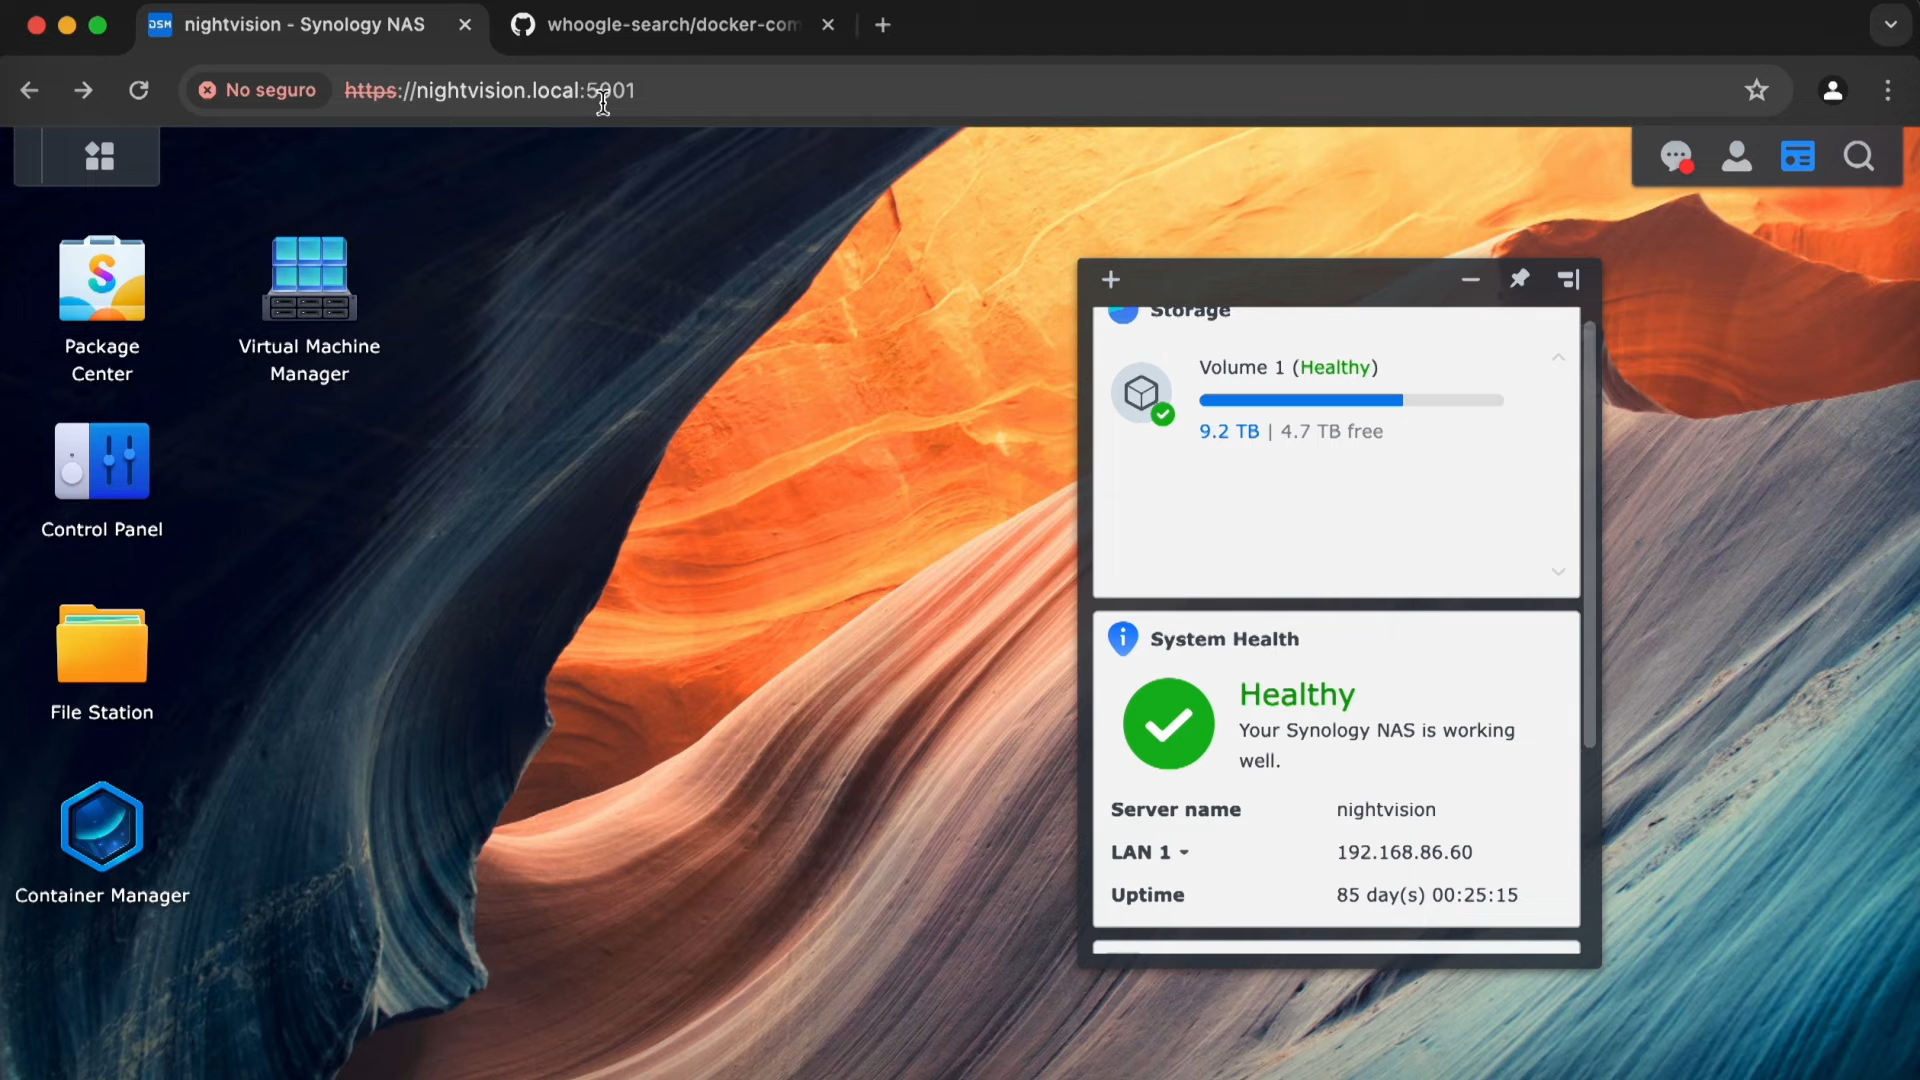 nightvision - Synology NAS
whoogle-search/docker-com
No seguro
https://nightvision.local:5001
Package
Center
Virtual Machine
Manager
Control Panel
File Station
Container Manager
Storage
Volume 1 (Healthy)
9.2 TB | 4.7 TB free
System Health
Healthy
Your Synology NAS is working
well.
Server name nightvision
LAN 1 192.168.86.60
Uptime 85 day(s) 00:25:15
DSM